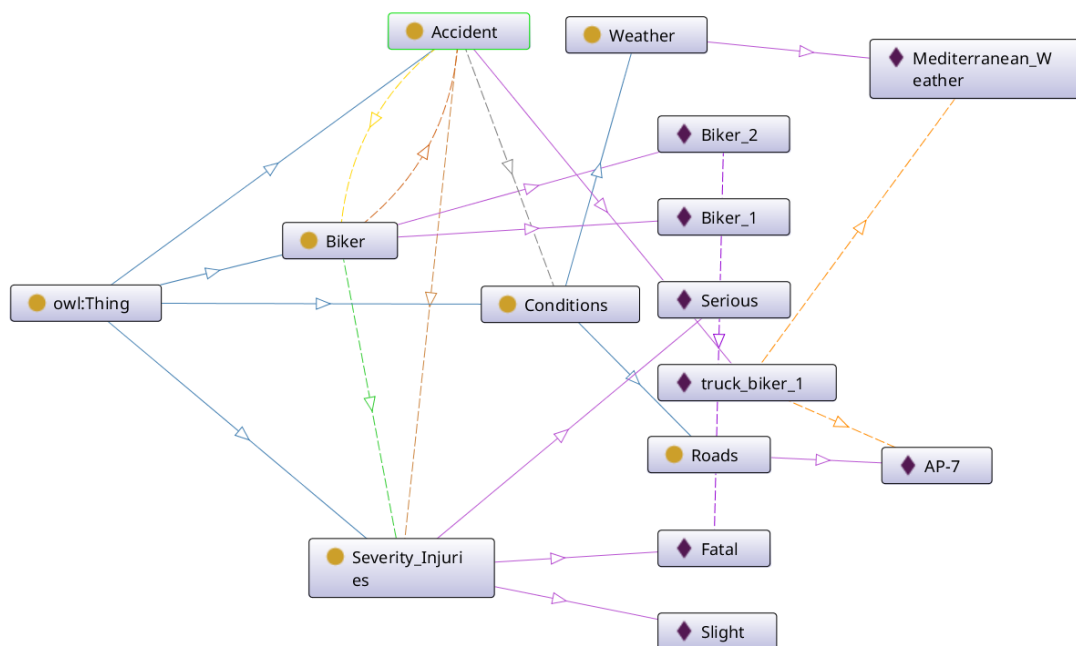 Accident
Weather
Mediterranean_W
eather
Biker_2
Biker_1
Biker
owl:Thing
Conditions
Serious
truck_biker_1
Roads
AP-7
Severity_Injuri
es
Fatal
Slight